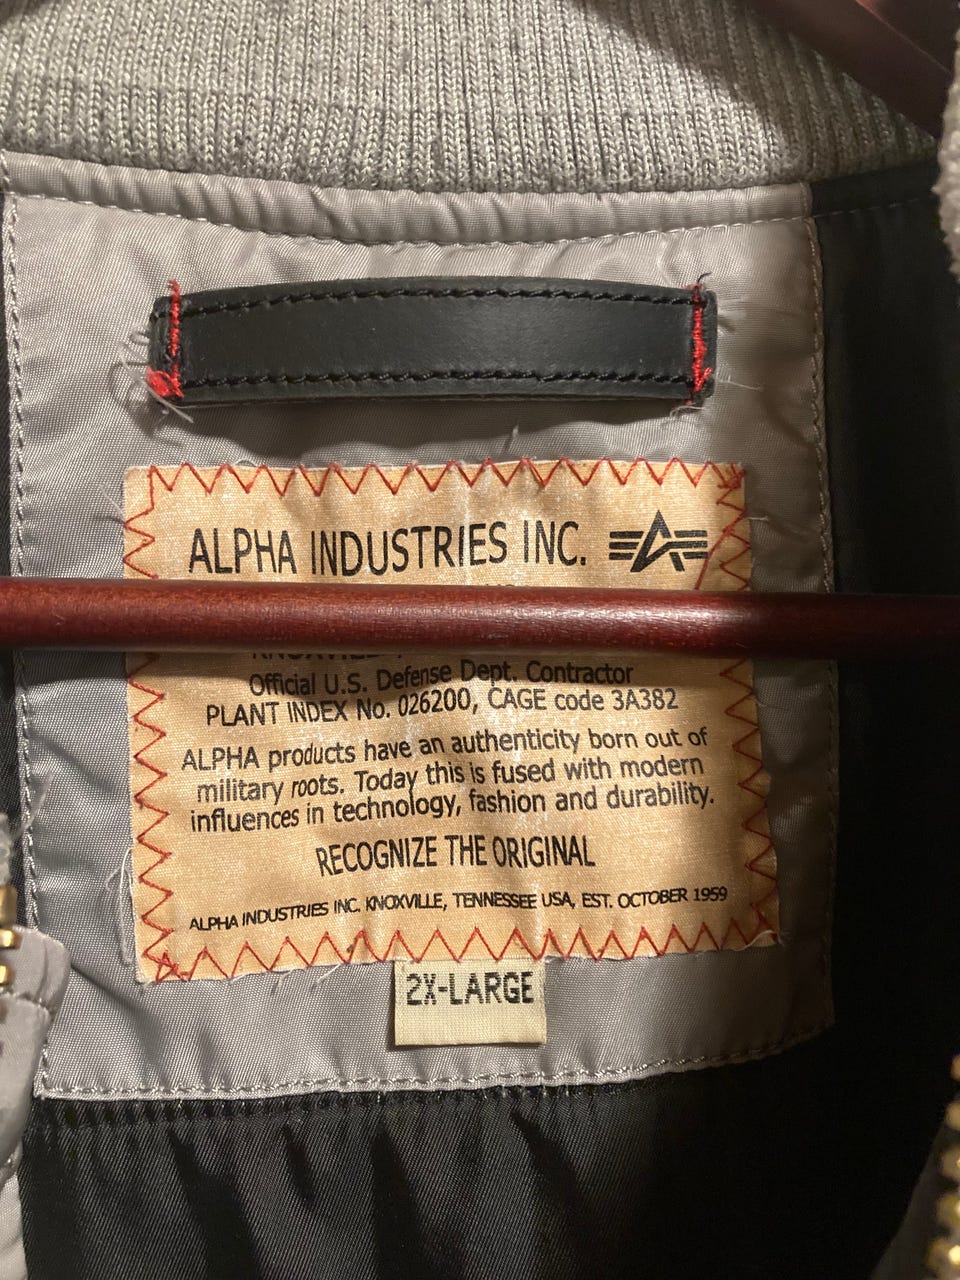 ALPHA INDUSTRIES INC.
KNOXVILLE
Official U.S. Defense Dept. Contractor
PLANT INDEX No. 026200, CAGE code 3A382
ALPHA products have an authenticity born out of
military roots. Today this is fused with modern
influences in technology, fashion and durability.
RECOGNIZE THE ORIGINAL
ALPHA INDUSTRIES INC. KNOXVILLE, TENNESSEE USA, EST. OCTOBER 1959
2X-LARGE